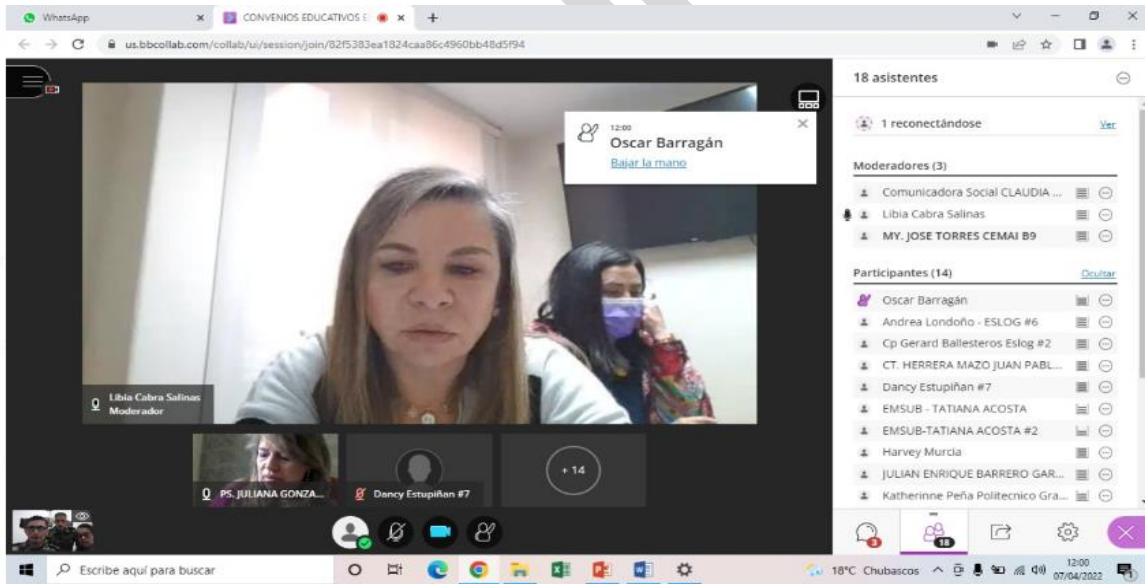 WhatsApp
CONVENIOS EDUCATIVOS E
us.bbcollab.com/collab/ui/session/join/82f5383ea1824caa86c4960bb48d5f94
12:00
Oscar Barragán
Bajar la mano
Libia Cabra Salinas
Moderador
PS. JULIANA GONZA...
Dancy Estupiñan #7
+ 14
18 asistentes
1 reconectándose Ver
Moderadores (3)
Comunicadora Social CLAUDIA ...
Libia Cabra Salinas
MY. JOSE TORRES CEMAI B9
Participantes (14) Ocultar
Oscar Barragán
Andrea Londoño - ESLOG #6
Cp Gerard Ballesteros Eslog #2
CT. HERRERA MAZO JUAN PABL...
Dancy Estupiñan #7
EMSUB - TATIANA ACOSTA
EMSUB-TATIANA ACOSTA #2
Harvey Murcia
JULIAN ENRIQUE BARRERO GAR...
Katherinne Peña Politecnico Gra...
3
18
Escribe aquí para buscar
18°C Chubascos
12:00
07/04/2022